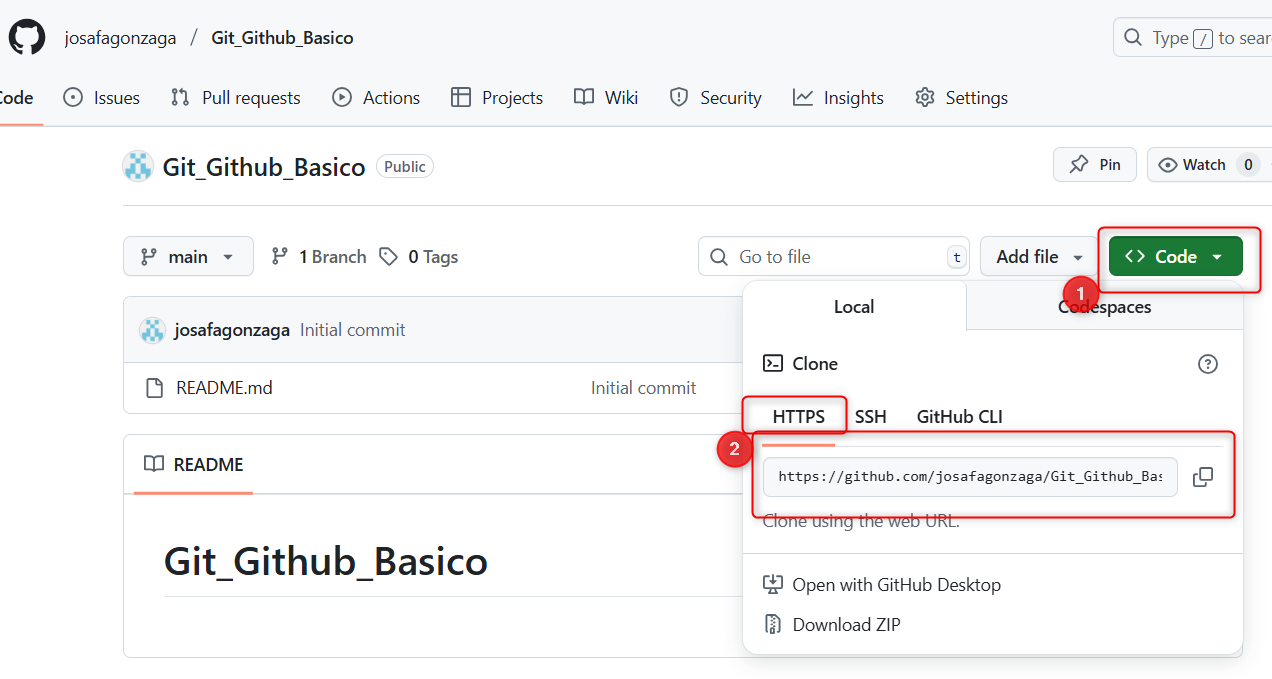 josafagonzaga / Git_Github_Basico
Type / to sear
Code Issues Pull requests Actions Projects Wiki Security Insights Settings
Git_Github_Basico Public
Pin Watch 0
main 1 Branch 0 Tags
Go to file t
Add file
<> Code
1
Local Codespaces
josafagonzaga Initial commit
Clone
README.md Initial commit
HTTPS SSH GitHub CLI
2
README
https://github.com/josafagonzaga/Git_Github_Bas
Clone using the web URL.
Git_Github_Basico
Open with GitHub Desktop
Download ZIP